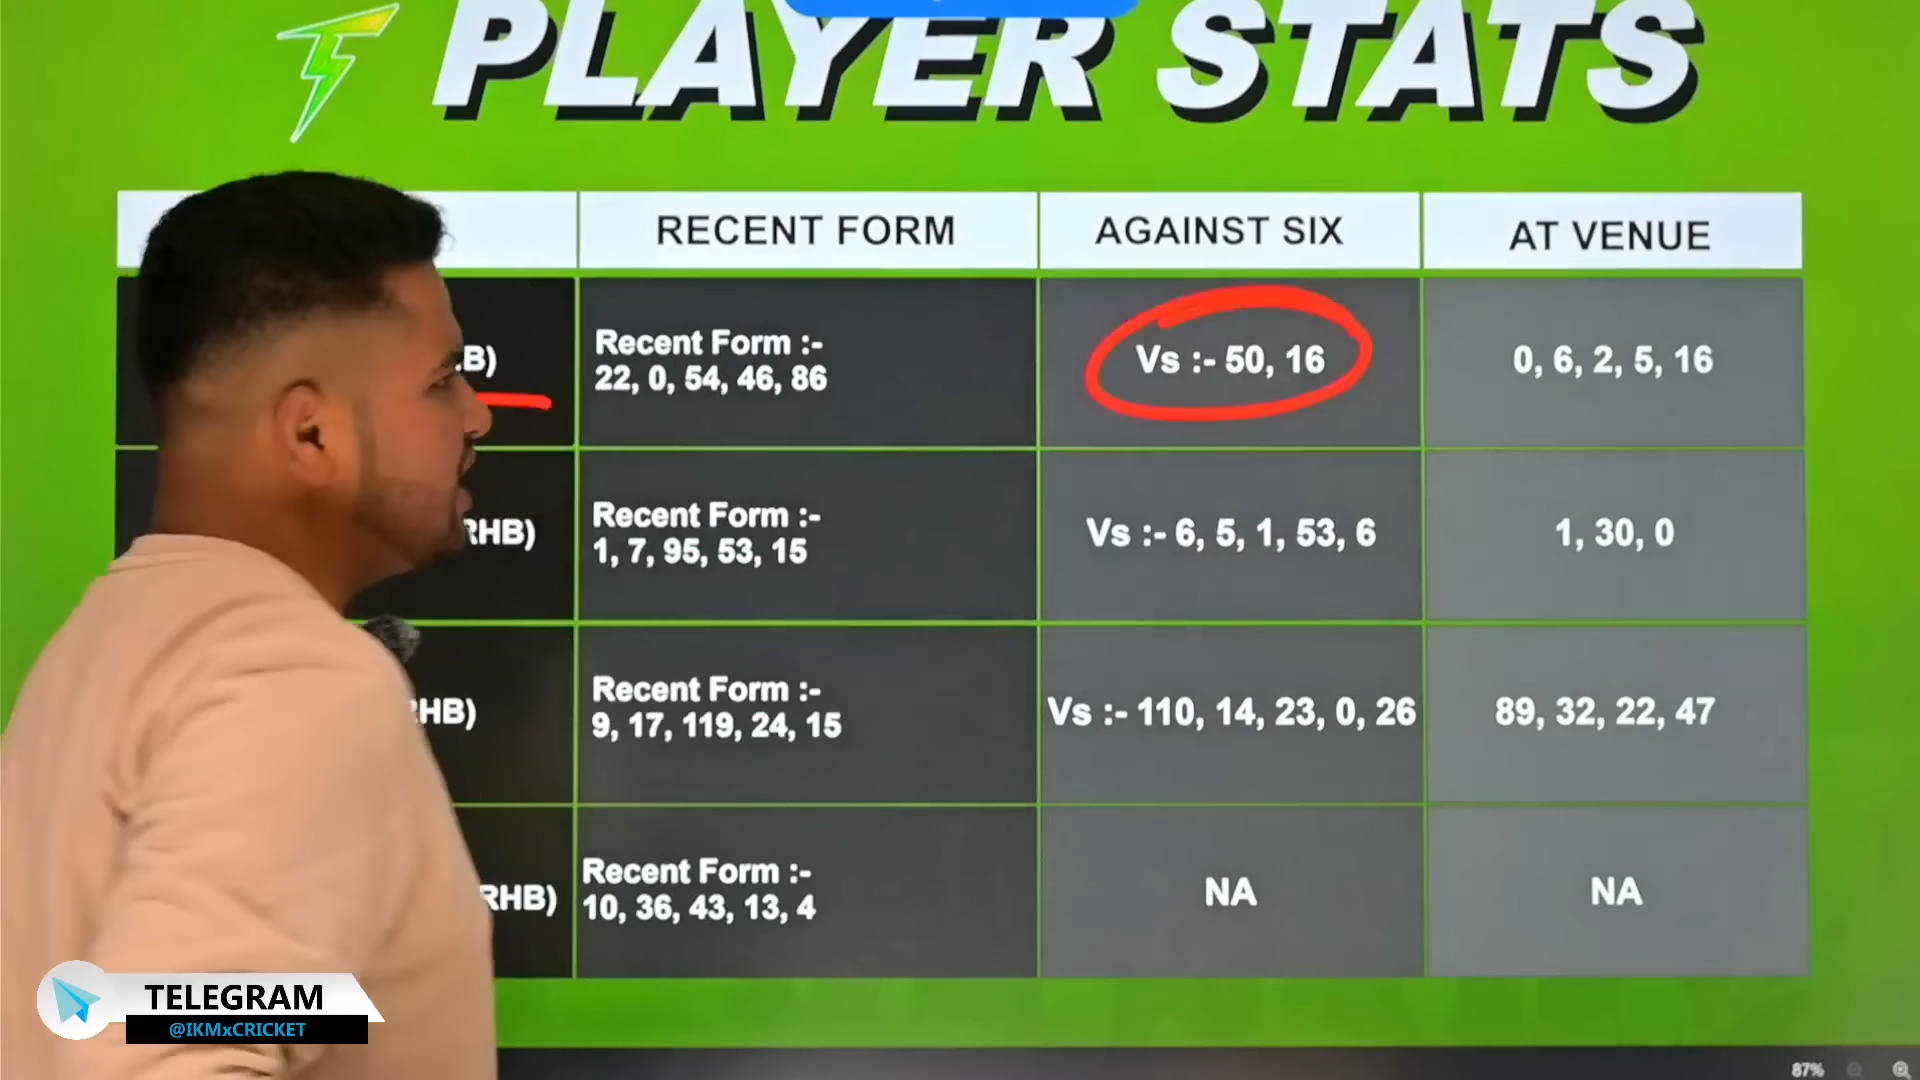 PLAYER STATS
RECENT FORM
AGAINST SIX
AT VENUE
B)
Recent Form :-
22, 0, 54, 46, 86
Vs :- 50, 16
0, 6, 2, 5, 16
RHB)
Recent Form :-
1, 7, 95, 53, 15
Vs :- 6, 5, 1, 53, 6
1, 30, 0
HB)
Recent Form :-
9, 17, 119, 24, 15
Vs :- 110, 14, 23, 0, 26
89, 32, 22, 47
RHB)
Recent Form :-
10, 36, 43, 13, 4
NA
NA
TELEGRAM
@IKMxCRICKET
87%